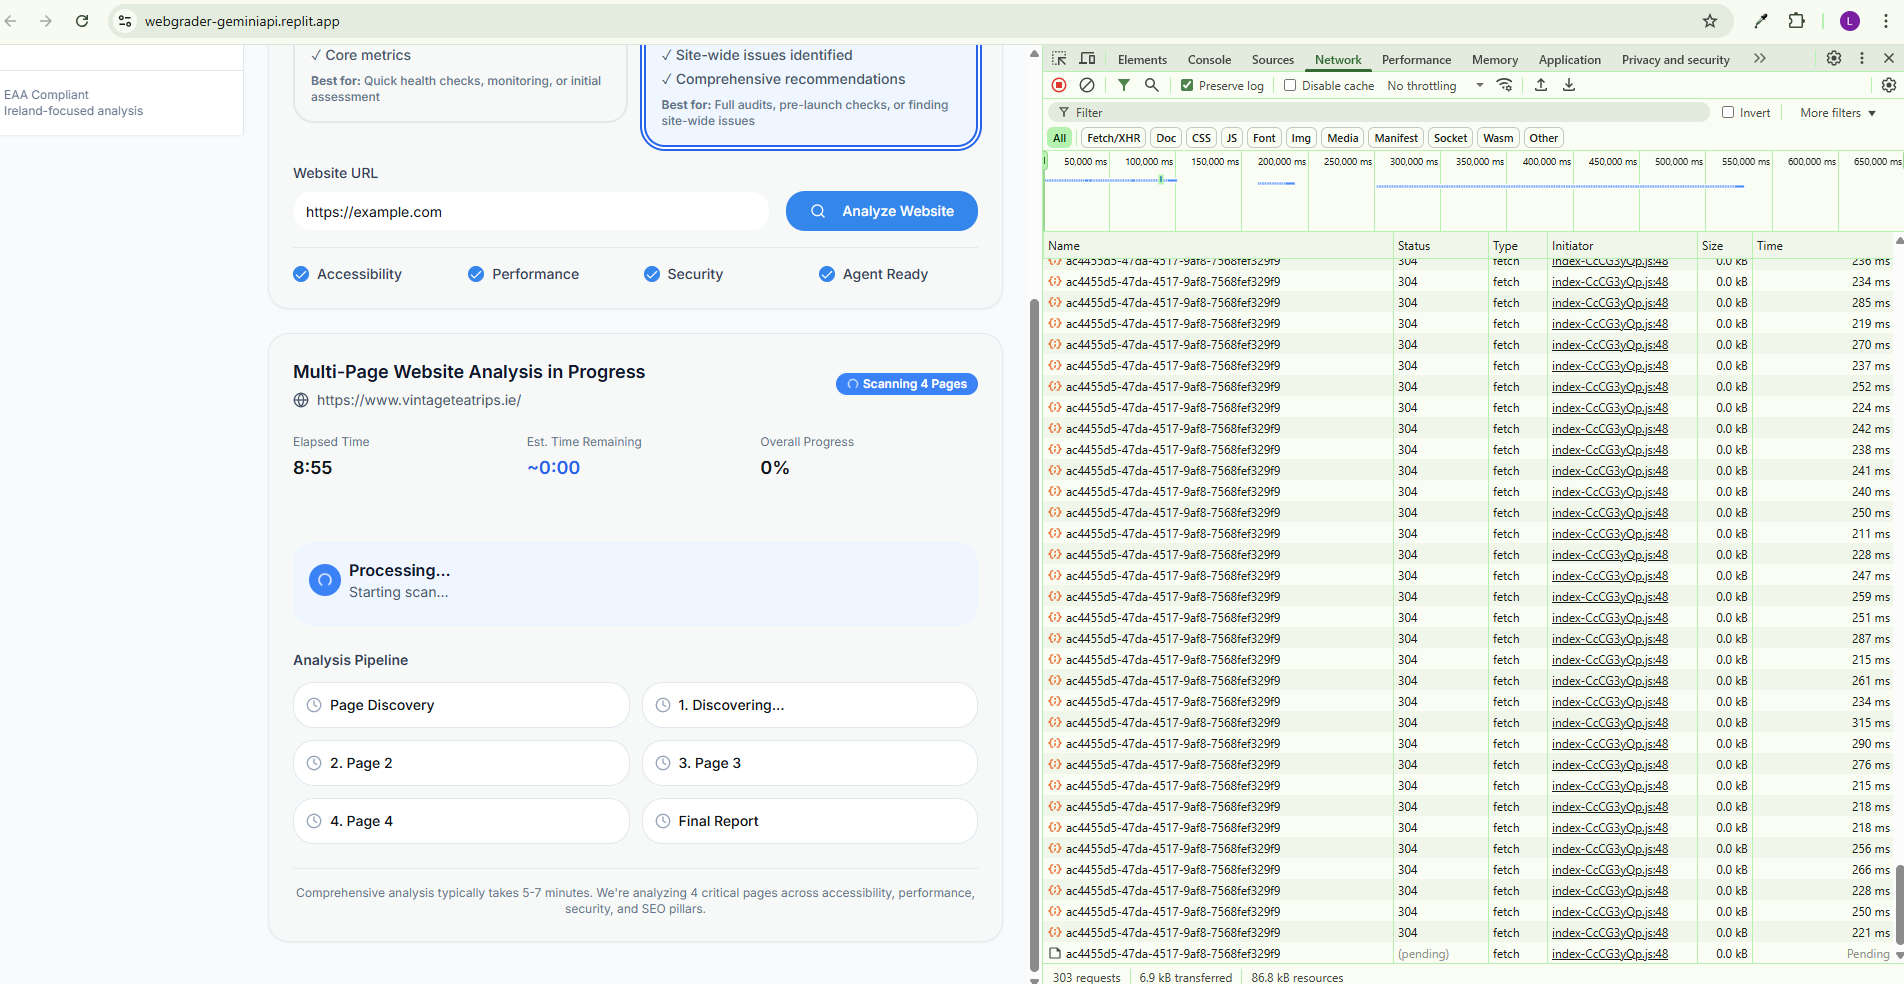 webgrader-geminiapi.replit.app
L
EAA Compliant
Ireland-focused analysis
✓ Core metrics
Best for: Quick health checks, monitoring, or initial
assessment
✓ Site-wide issues identified
✓ Comprehensive recommendations
Best for: Full audits, pre-launch checks, or finding
site-wide issues
Website URL
https://example.com
Analyze Website
Accessibility
Performance
Security
Agent Ready
Multi-Page Website Analysis in Progress
Scanning 4 Pages
https://www.vintageteatrips.ie/
Elapsed Time
Est. Time Remaining
Overall Progress
8:55
~0:00
0%
Processing...
Starting scan...
Analysis Pipeline
Page Discovery
1. Discovering...
2. Page 2
3. Page 3
4. Page 4
Final Report
Comprehensive analysis typically takes 5-7 minutes. We're analyzing 4 critical pages across accessibility, performance,
security, and SEO pillars.
Elements Console Sources Network Performance Memory Application Privacy and security
Preserve log Disable cache No throttling
Filter
Invert More filters
All Fetch/XHR Doc CSS JS Font Img Media Manifest Socket Wasm Other
50,000 ms 100,000 ms 150,000 ms 200,000 ms 250,000 ms 300,000 ms 350,000 ms 400,000 ms 450,000 ms 500,000 ms 550,000 ms 600,000 ms 650,000 ms
Name Status Type Initiator Size Time
ac4455d5-47da-4517-9af8-7568fef329f9 304 fetch index-CcCG3yQp.js:48 0.0 kB 236 ms
ac4455d5-47da-4517-9af8-7568fef329f9 304 fetch index-CcCG3yQp.js:48 0.0 kB 234 ms
ac4455d5-47da-4517-9af8-7568fef329f9 304 fetch index-CcCG3yQp.js:48 0.0 kB 285 ms
ac4455d5-47da-4517-9af8-7568fef329f9 304 fetch index-CcCG3yQp.js:48 0.0 kB 219 ms
ac4455d5-47da-4517-9af8-7568fef329f9 304 fetch index-CcCG3yQp.js:48 0.0 kB 270 ms
ac4455d5-47da-4517-9af8-7568fef329f9 304 fetch index-CcCG3yQp.js:48 0.0 kB 237 ms
ac4455d5-47da-4517-9af8-7568fef329f9 304 fetch index-CcCG3yQp.js:48 0.0 kB 252 ms
ac4455d5-47da-4517-9af8-7568fef329f9 304 fetch index-CcCG3yQp.js:48 0.0 kB 224 ms
ac4455d5-47da-4517-9af8-7568fef329f9 304 fetch index-CcCG3yQp.js:48 0.0 kB 242 ms
ac4455d5-47da-4517-9af8-7568fef329f9 304 fetch index-CcCG3yQp.js:48 0.0 kB 238 ms
ac4455d5-47da-4517-9af8-7568fef329f9 304 fetch index-CcCG3yQp.js:48 0.0 kB 241 ms
ac4455d5-47da-4517-9af8-7568fef329f9 304 fetch index-CcCG3yQp.js:48 0.0 kB 240 ms
ac4455d5-47da-4517-9af8-7568fef329f9 304 fetch index-CcCG3yQp.js:48 0.0 kB 250 ms
ac4455d5-47da-4517-9af8-7568fef329f9 304 fetch index-CcCG3yQp.js:48 0.0 kB 211 ms
ac4455d5-47da-4517-9af8-7568fef329f9 304 fetch index-CcCG3yQp.js:48 0.0 kB 228 ms
ac4455d5-47da-4517-9af8-7568fef329f9 304 fetch index-CcCG3yQp.js:48 0.0 kB 247 ms
ac4455d5-47da-4517-9af8-7568fef329f9 304 fetch index-CcCG3yQp.js:48 0.0 kB 259 ms
ac4455d5-47da-4517-9af8-7568fef329f9 304 fetch index-CcCG3yQp.js:48 0.0 kB 251 ms
ac4455d5-47da-4517-9af8-7568fef329f9 304 fetch index-CcCG3yQp.js:48 0.0 kB 287 ms
ac4455d5-47da-4517-9af8-7568fef329f9 304 fetch index-CcCG3yQp.js:48 0.0 kB 215 ms
ac4455d5-47da-4517-9af8-7568fef329f9 304 fetch index-CcCG3yQp.js:48 0.0 kB 261 ms
ac4455d5-47da-4517-9af8-7568fef329f9 304 fetch index-CcCG3yQp.js:48 0.0 kB 234 ms
ac4455d5-47da-4517-9af8-7568fef329f9 304 fetch index-CcCG3yQp.js:48 0.0 kB 315 ms
ac4455d5-47da-4517-9af8-7568fef329f9 304 fetch index-CcCG3yQp.js:48 0.0 kB 290 ms
ac4455d5-47da-4517-9af8-7568fef329f9 304 fetch index-CcCG3yQp.js:48 0.0 kB 276 ms
ac4455d5-47da-4517-9af8-7568fef329f9 304 fetch index-CcCG3yQp.js:48 0.0 kB 215 ms
ac4455d5-47da-4517-9af8-7568fef329f9 304 fetch index-CcCG3yQp.js:48 0.0 kB 218 ms
ac4455d5-47da-4517-9af8-7568fef329f9 304 fetch index-CcCG3yQp.js:48 0.0 kB 218 ms
ac4455d5-47da-4517-9af8-7568fef329f9 304 fetch index-CcCG3yQp.js:48 0.0 kB 256 ms
ac4455d5-47da-4517-9af8-7568fef329f9 304 fetch index-CcCG3yQp.js:48 0.0 kB 266 ms
ac4455d5-47da-4517-9af8-7568fef329f9 304 fetch index-CcCG3yQp.js:48 0.0 kB 228 ms
ac4455d5-47da-4517-9af8-7568fef329f9 304 fetch index-CcCG3yQp.js:48 0.0 kB 250 ms
ac4455d5-47da-4517-9af8-7568fef329f9 304 fetch index-CcCG3yQp.js:48 0.0 kB 221 ms
ac4455d5-47da-4517-9af8-7568fef329f9 (pending) fetch index-CcCG3yQp.js:48 0.0 kB Pending
303 requests 6.9 kB transferred 86.8 kB resources